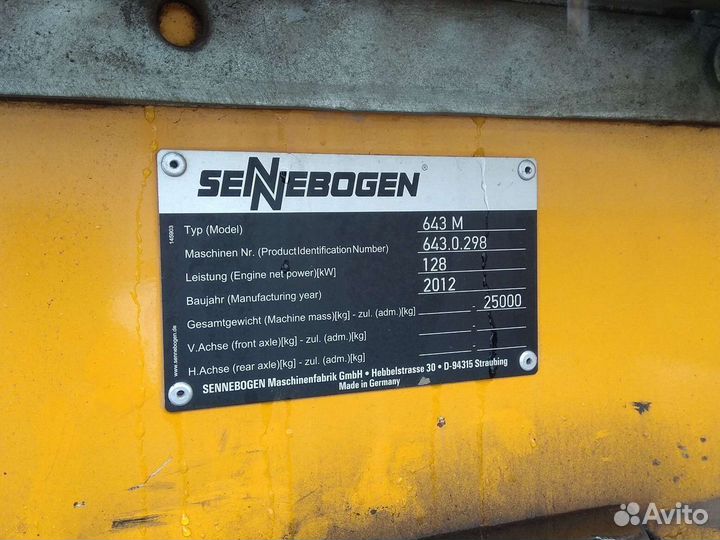 SENNEBOGEN®
Typ (Model) 643 M
Maschinen Nr. (Product Identification Number) 643.0.298
Leistung (Engine net power)[kW] 128
Baujahr (Manufacturing year) 2012
Gesamtgewicht (Machine mass)[kg] - zul. (adm.)[kg] - 25000
V.Achse (front axle)[kg] - zul. (adm.)[kg] -
H.Achse (rear axle)[kg] - zul. (adm.)[kg] -
SENNEBOGEN Maschinenfabrik GmbH • Hebbelstrasse 30 • D-94315 Straubing
Made in Germany
145903
www.sennebogen.de
Avito